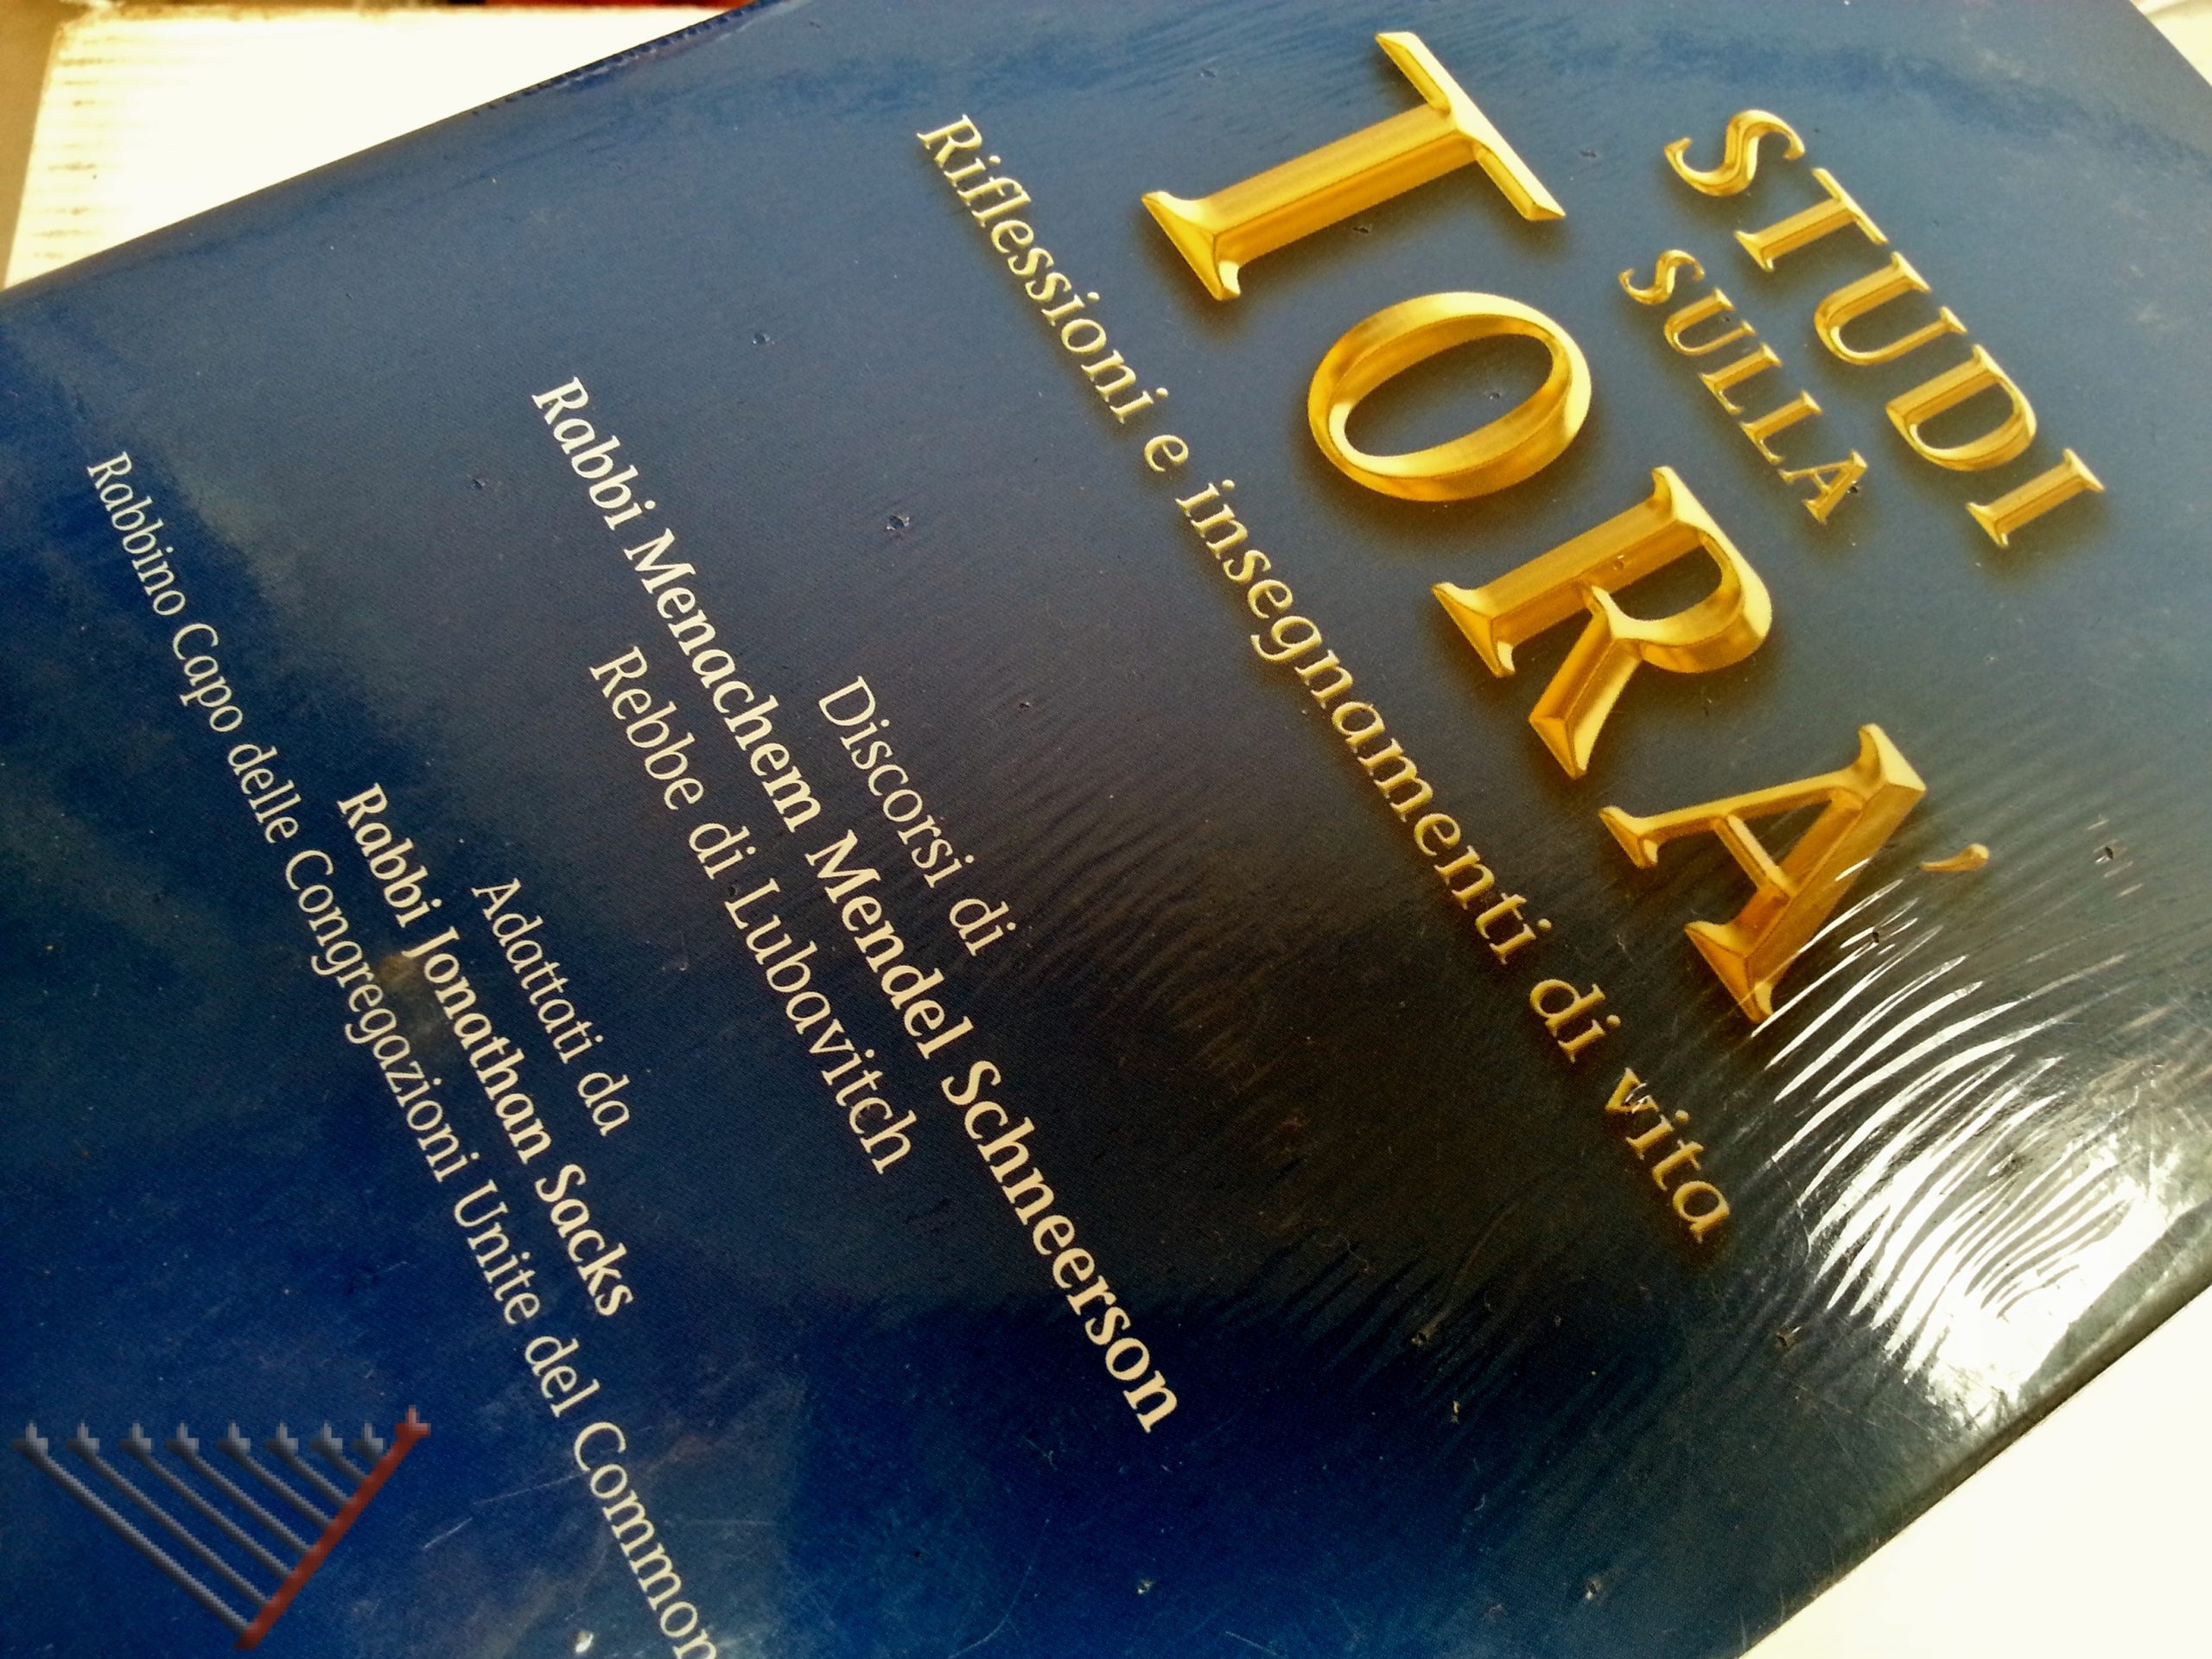 STUDI
SULLA
TORA'
Riflessioni e insegnamenti di vita
Discorsi di
Rabbi Menachem Mendel Schneerson
Rebbe di Lubavitch
Adattati da
Rabbi Jonathan Sacks
Rabbino Capo delle Congregazioni Unite del Common